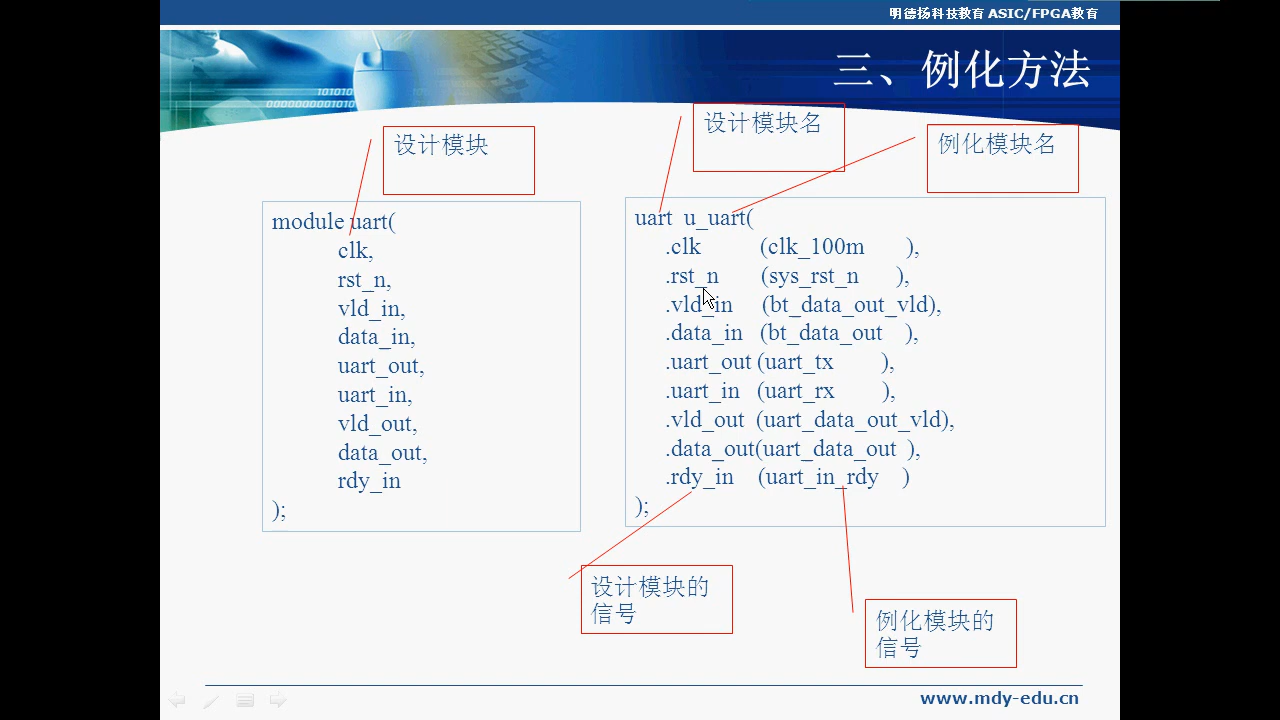 明德扬科技教育 ASIC/FPGA教育
三、例化方法
101010
0000000001010
设计模块
设计模块名
例化模块名
module uart(
clk,
rst_n,
vld_in,
data_in,
uart_out,
uart_in,
vld_out,
data_out,
rdy_in
);
uart u_uart(
.clk (clk_100m ),
.rst_n (sys_rst_n ),
.vld_in (bt_data_out_vld),
.data_in (bt_data_out ),
.uart_out (uart_tx ),
.uart_in (uart_rx ),
.vld_out (uart_data_out_vld),
.data_out(uart_data_out ),
.rdy_in (uart_in_rdy )
);
设计模块的
信号
例化模块的
信号
www.mdy-edu.cn